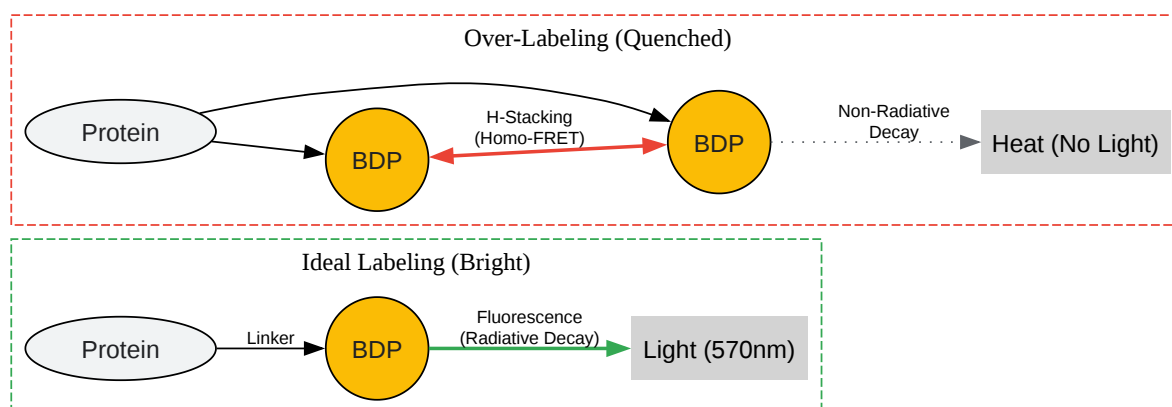 Over-Labeling (Quenched)
Protein
BDP
H-Stacking
(Homo-FRET)
BDP
Non-Radiative
Decay
Heat (No Light)
Ideal Labeling (Bright)
Protein
Linker
BDP
Fluorescence
(Radiative Decay)
Light (570nm)